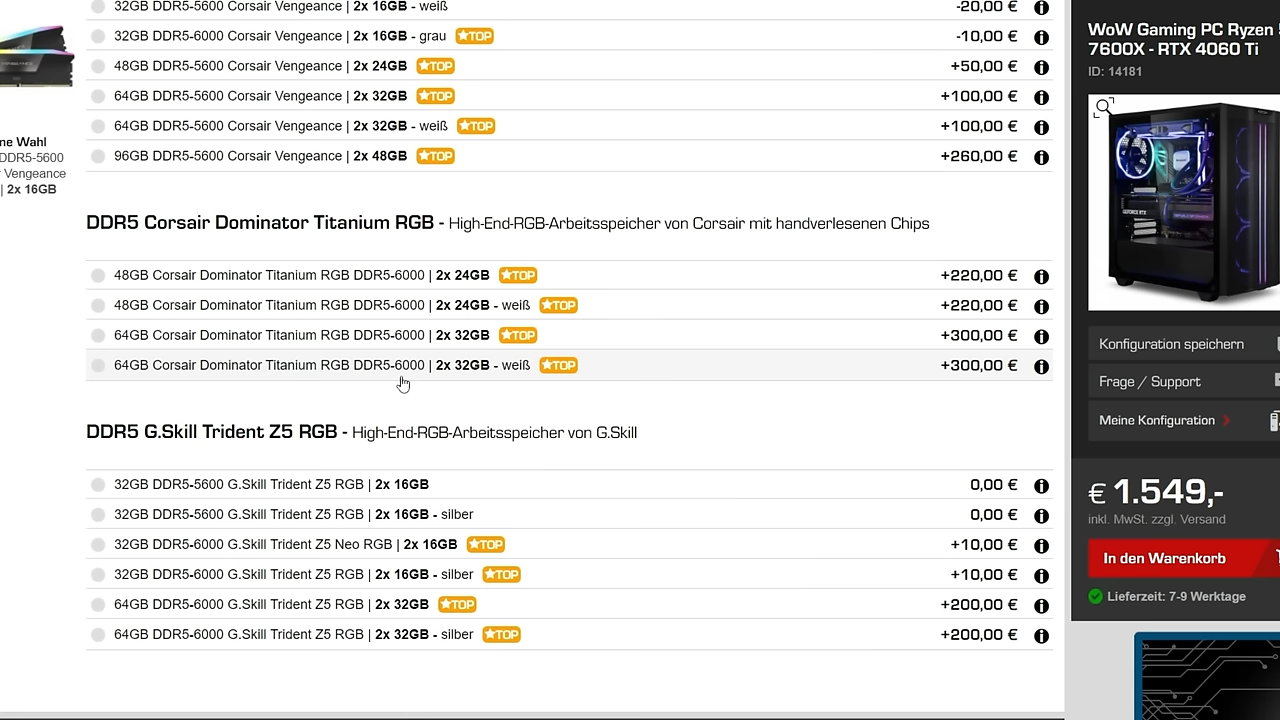 32GB DDR5-5600 Corsair Vengeance | 2x 16GB - weiß -20,00 €
32GB DDR5-6000 Corsair Vengeance | 2x 16GB - grau TOP -10,00 €
48GB DDR5-5600 Corsair Vengeance | 2x 24GB TOP +50,00 €
64GB DDR5-5600 Corsair Vengeance | 2x 32GB TOP +100,00 €
64GB DDR5-5600 Corsair Vengeance | 2x 32GB - weiß TOP +100,00 €
96GB DDR5-5600 Corsair Vengeance | 2x 48GB TOP +260,00 €
ne Wahl
DDR5-5600
Vengeance
| 2x 16GB
DDR5 Corsair Dominator Titanium RGB - High-End-RGB-Arbeitsspeicher von Corsair mit handverlesenen Chips
48GB Corsair Dominator Titanium RGB DDR5-6000 | 2x 24GB TOP +220,00 €
48GB Corsair Dominator Titanium RGB DDR5-6000 | 2x 24GB - weiß TOP +220,00 €
64GB Corsair Dominator Titanium RGB DDR5-6000 | 2x 32GB TOP +300,00 €
64GB Corsair Dominator Titanium RGB DDR5-6000 | 2x 32GB - weiß TOP +300,00 €
DDR5 G.Skill Trident Z5 RGB - High-End-RGB-Arbeitsspeicher von G.Skill
32GB DDR5-5600 G.Skill Trident Z5 RGB | 2x 16GB 0,00 €
32GB DDR5-5600 G.Skill Trident Z5 RGB | 2x 16GB - silber 0,00 €
32GB DDR5-6000 G.Skill Trident Z5 Neo RGB | 2x 16GB TOP +10,00 €
32GB DDR5-6000 G.Skill Trident Z5 RGB | 2x 16GB - silber TOP +10,00 €
64GB DDR5-6000 G.Skill Trident Z5 RGB | 2x 32GB TOP +200,00 €
64GB DDR5-6000 G.Skill Trident Z5 RGB | 2x 32GB - silber TOP +200,00 €
WoW Gaming PC Ryzen
7600X - RTX 4060 Ti
ID: 14181
GEFORCE RTX
Konfiguration speichern
Frage / Support
Meine Konfiguration
€ 1.549,-
inkl. MwSt. zzgl. Versand
In den Warenkorb
Lieferzeit: 7-9 Werktage